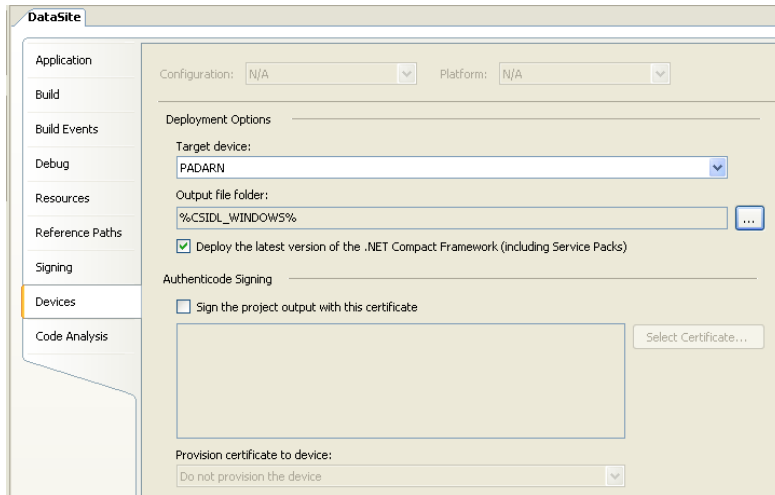 DataSite
Application
Build
Build Events
Debug
Resources
Reference Paths
Signing
Devices
Code Analysis
Configuration: N/A Platform: N/A
Deployment Options
Target device:
PADARN
Output file folder:
%CSIDL_WINDOWS%
...
Deploy the latest version of the .NET Compact Framework (including Service Packs)
Authenticode Signing
Sign the project output with this certificate
Select Certificate...
Provision certificate to device:
Do not provision the device